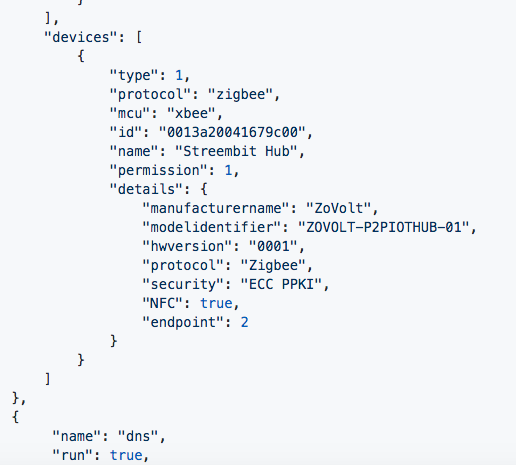 }
],
"devices": [
{
"type": 1,
"protocol": "zigbee",
"mcu": "xbee",
"id": "0013a20041679c00",
"name": "Streembit Hub",
"permission": 1,
"details": {
"manufacturername": "ZoVolt",
"modelidentifier": "ZOVOLT-P2PIOTHUB-01",
"hwversion": "0001",
"protocol": "Zigbee",
"security": "ECC PPKI",
"NFC": true,
"endpoint": 2
}
}
]
},
{
"name": "dns",
"run": true,